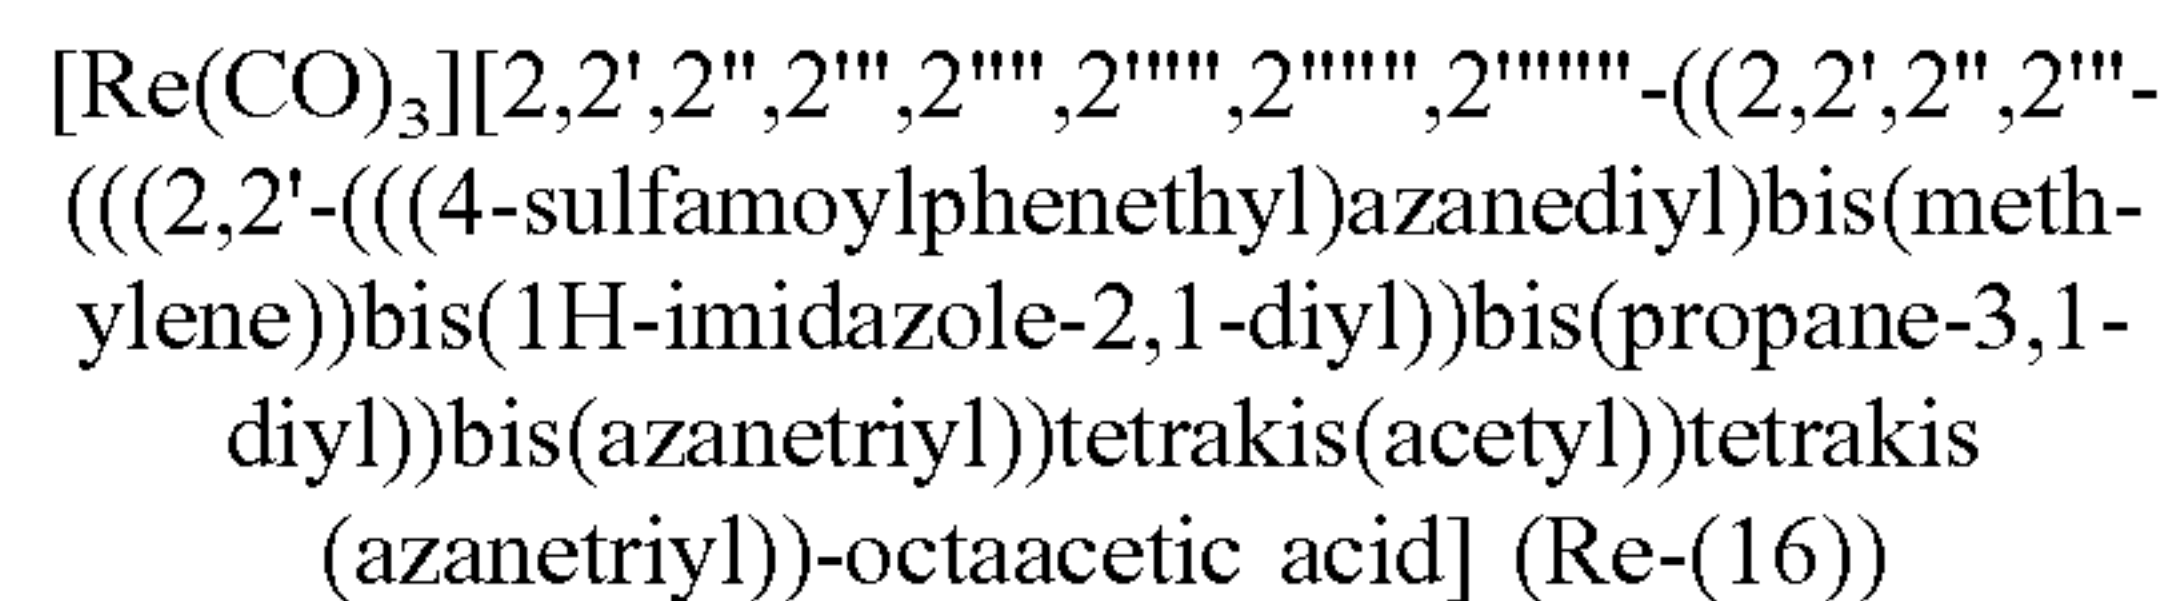 [Re(CO)₃][2,2',2'',2''',2'''',2''''',2'''''',2'''''''-((2,2',2'',2'''-
(((2,2'-(((4-sulfamoylphenethyl)azanediyl)bis(meth-
ylene))bis(1H-imidazole-2,1-diyl))bis(propane-3,1-
diyl))bis(azanetriyl))tetrakis(acetyl))tetrakis
(azanetriyl))-octaacetic acid] (Re-(16))